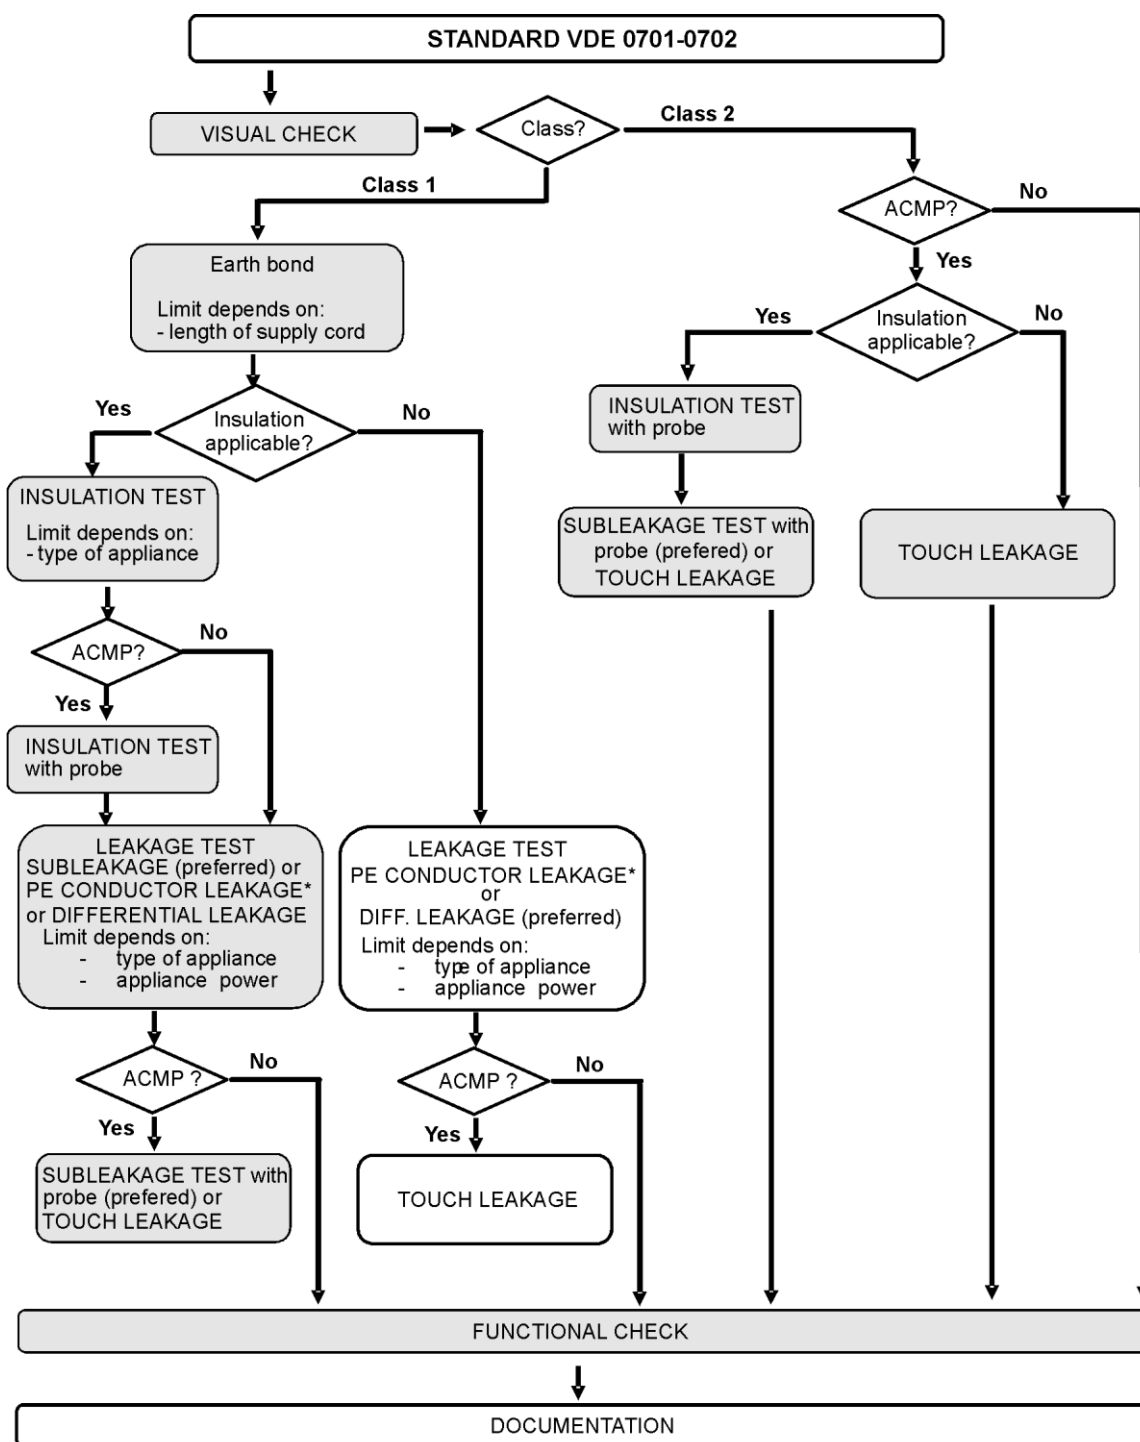 STANDARD VDE 0701-0702
VISUAL CHECK
Class?
Class 2
Class 1
ACMP?
No
Yes
Earth bond
Limit depends on:
- length of supply cord
Insulation
applicable?
Yes
No
INSULATION TEST
with probe
Insulation
applicable?
Yes
No
INSULATION TEST
Limit depends on:
- type of appliance
SUBLEAKAGE TEST with
probe (prefered) or
TOUCH LEAKAGE
TOUCH LEAKAGE
ACMP?
No
Yes
INSULATION TEST
with probe
LEAKAGE TEST
SUBLEAKAGE (preferred) or
PE CONDUCTOR LEAKAGE*
or DIFFERENTIAL LEAKAGE
Limit depends on:
- type of appliance
- appliance power
LEAKAGE TEST
PE CONDUCTOR LEAKAGE*
or
DIFF. LEAKAGE (preferred)
Limit depends on:
- type of appliance
- appliance power
ACMP ?
No
Yes
ACMP ?
No
Yes
SUBLEAKAGE TEST with
probe (prefered) or
TOUCH LEAKAGE
TOUCH LEAKAGE
FUNCTIONAL CHECK
DOCUMENTATION